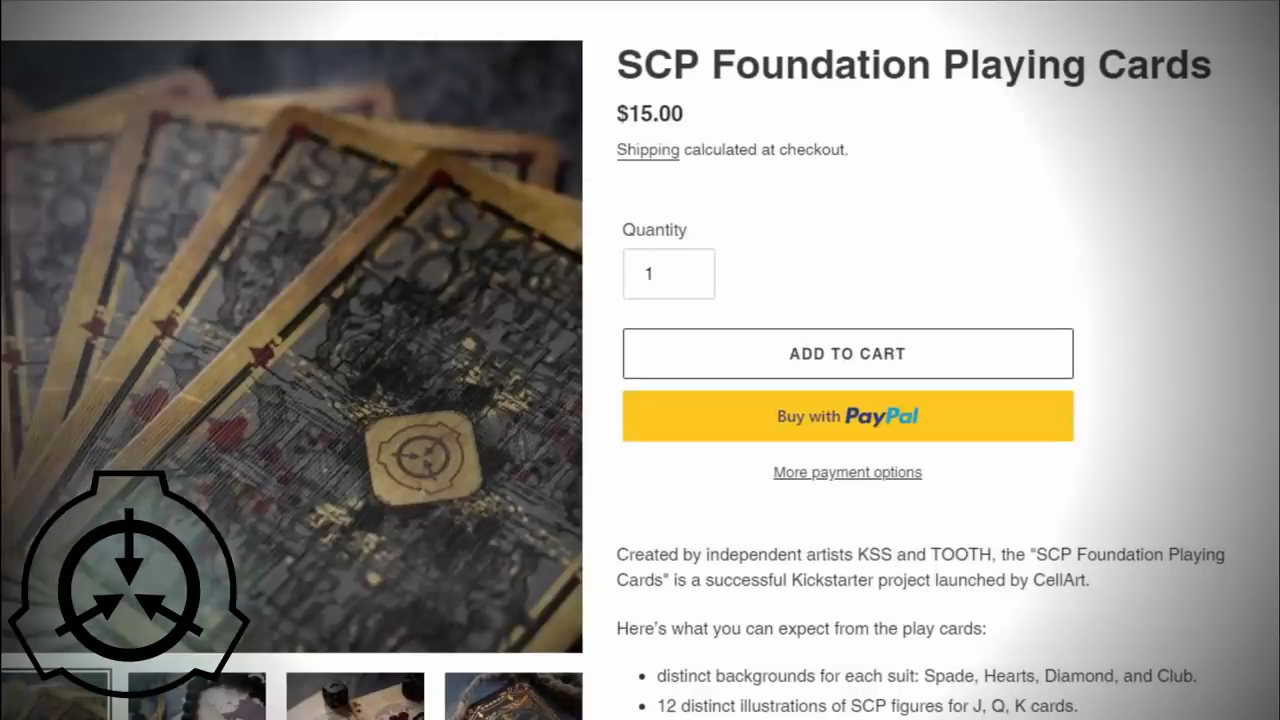 SCP Foundation Playing Cards
$15.00
Shipping calculated at checkout.
Quantity
1
ADD TO CART
Buy with PayPal
More payment options
Created by independent artists KSS and TOOTH, the "SCP Foundation Playing
Cards" is a successful Kickstarter project launched by CellArt.
Here's what you can expect from the play cards:
• distinct backgrounds for each suit: Spade, Hearts, Diamond, and Club.
• 12 distinct illustrations of SCP figures for J, Q, K cards.